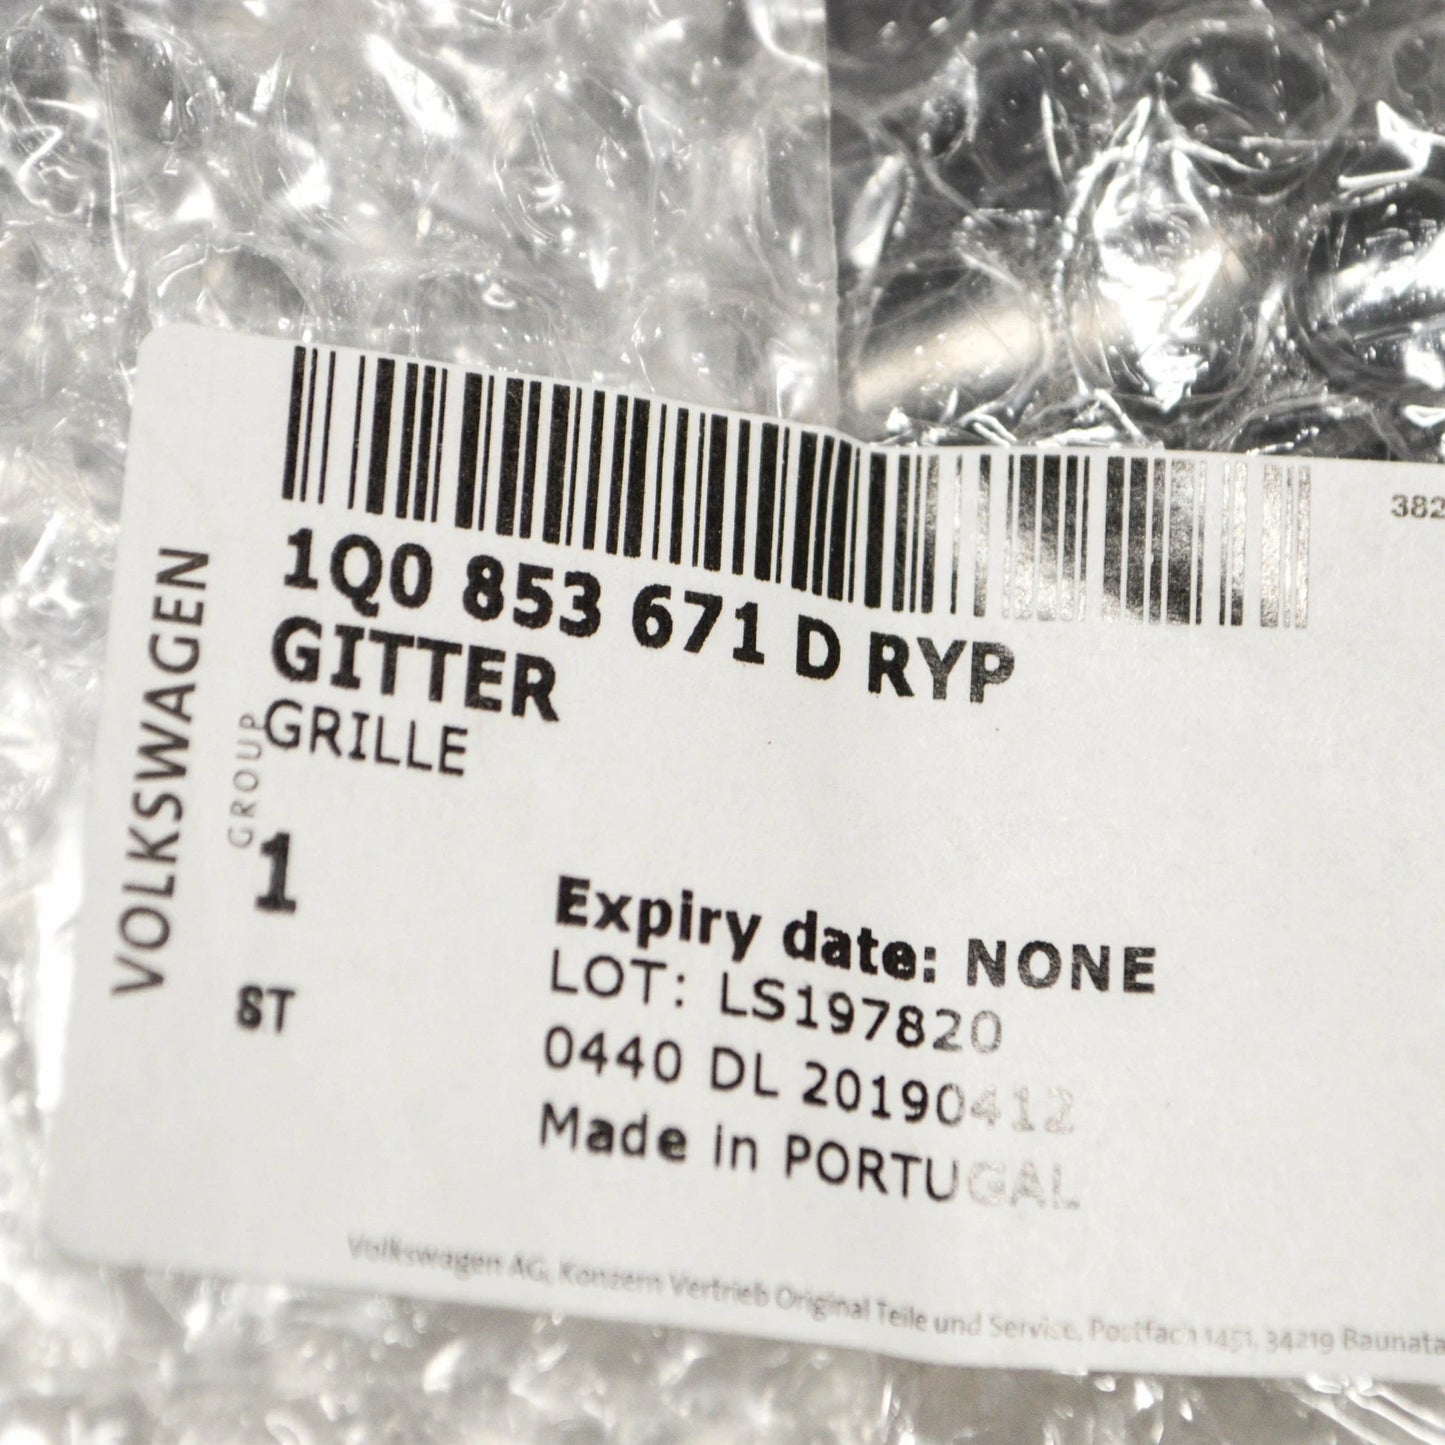 382
1Q0 853 671 D RYP
GITTER
GRILLE
VOLKSWAGEN
GROUP
1
ST
Expiry date: NONE
LOT: LS197820
0440 DL 20190412
Made in PORTUGAL
Volkswagen AG, Konzern Vertrieb Original Teile und Service, Postfach 1451, 34219 Baunata